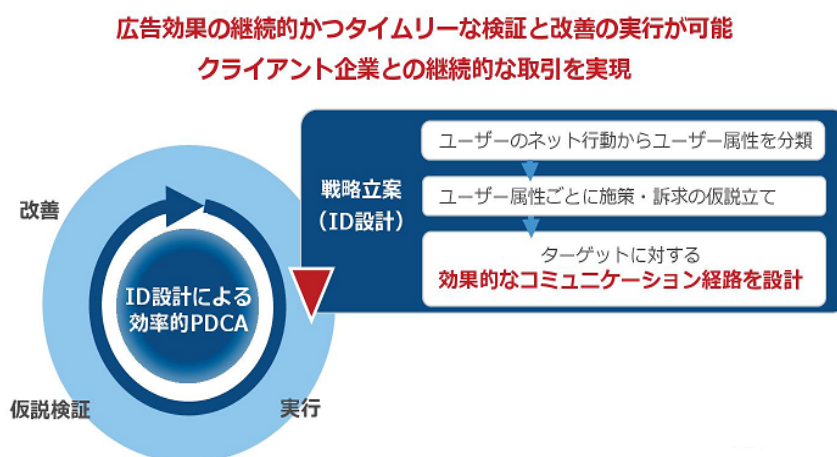 広告効果の継続的かつタイムリーな検証と改善の実行が可能
クライアント企業との継続的な取引を実現
戦略立案
（ID設計）
ユーザーのネット行動からユーザー属性を分類
ユーザー属性ごとに施策・訴求の仮説立て
ターゲットに対する
効果的なコミュニケーション経路を設計
改善
ID設計による
効率的PDCA
仮説検証
実行